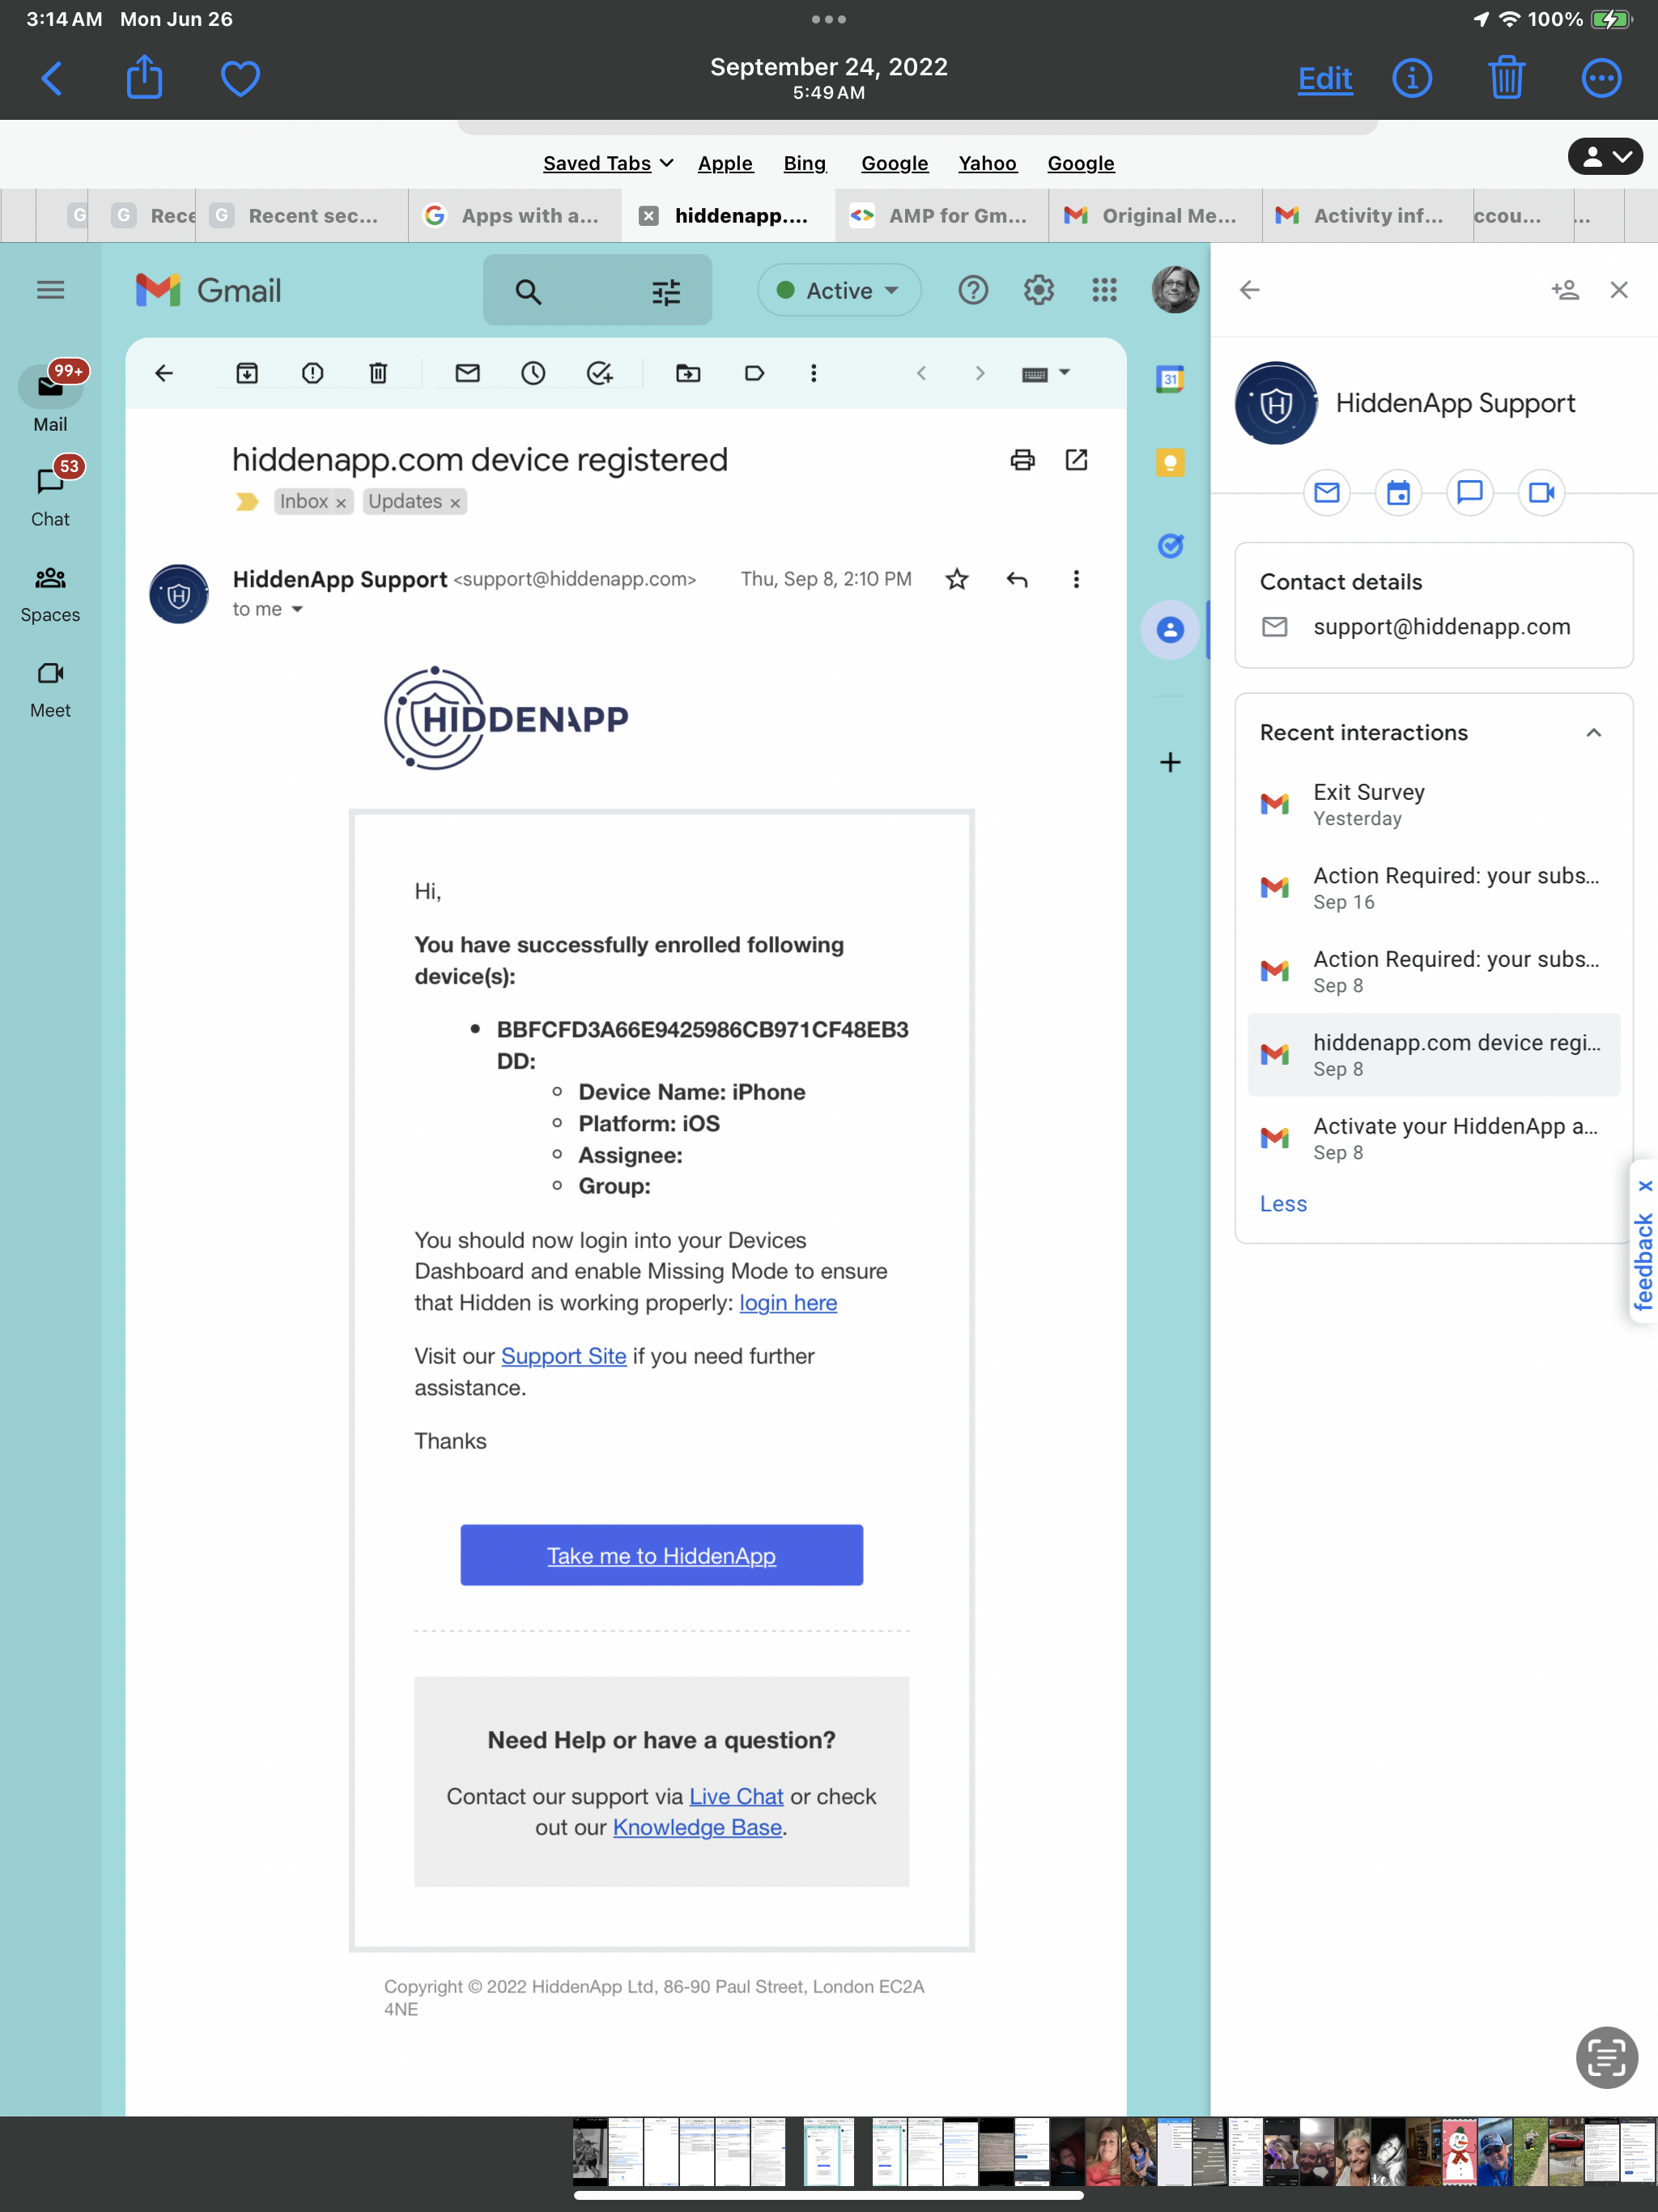 3:14 AM Mon Jun 26
100%
September 24, 2022
5:49 AM
Edit
Saved Tabs Apple Bing Google Yahoo Google
G
G Rece
G Recent sec...
Apps with a...
hiddenapp....
AMP for Gm...
Original Me...
Activity inf...
ccou...
...
Gmail
Active
99+
Mail
53
Chat
Spaces
Meet
31
hiddenapp.com device registered
Inbox x Updates x
HiddenApp Support <support@hiddenapp.com> Thu, Sep 8, 2:10 PM
to me
HIDDENAPP
Hi,
You have successfully enrolled following
device(s):
• BBFCFD3A66E9425986CB971CF48EB3
DD:
◦ Device Name: iPhone
◦ Platform: iOS
◦ Assignee:
◦ Group:
You should now login into your Devices
Dashboard and enable Missing Mode to ensure
that Hidden is working properly: login here
Visit our Support Site if you need further
assistance.
Thanks
Take me to HiddenApp
Need Help or have a question?
Contact our support via Live Chat or check
out our Knowledge Base.
Copyright © 2022 HiddenApp Ltd, 86-90 Paul Street, London EC2A
4NE
H
HiddenApp Support
Contact details
support@hiddenapp.com
Recent interactions
Exit Survey
Yesterday
Action Required: your subs...
Sep 16
Action Required: your subs...
Sep 8
hiddenapp.com device regi...
Sep 8
Activate your HiddenApp a...
Sep 8
Less
feedback x